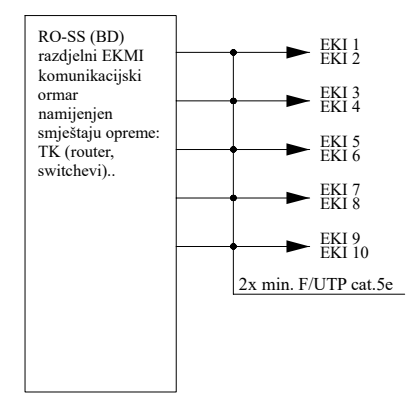 RO-SS (BD)
razdjelni EKMI
komunikacijski
ormar
namijenjen
smještaju opreme:
TK (router,
switchevi)..
EKI 1
EKI 2
EKI 3
EKI 4
EKI 5
EKI 6
EKI 7
EKI 8
EKI 9
EKI 10
2x min. F/UTP cat.5e